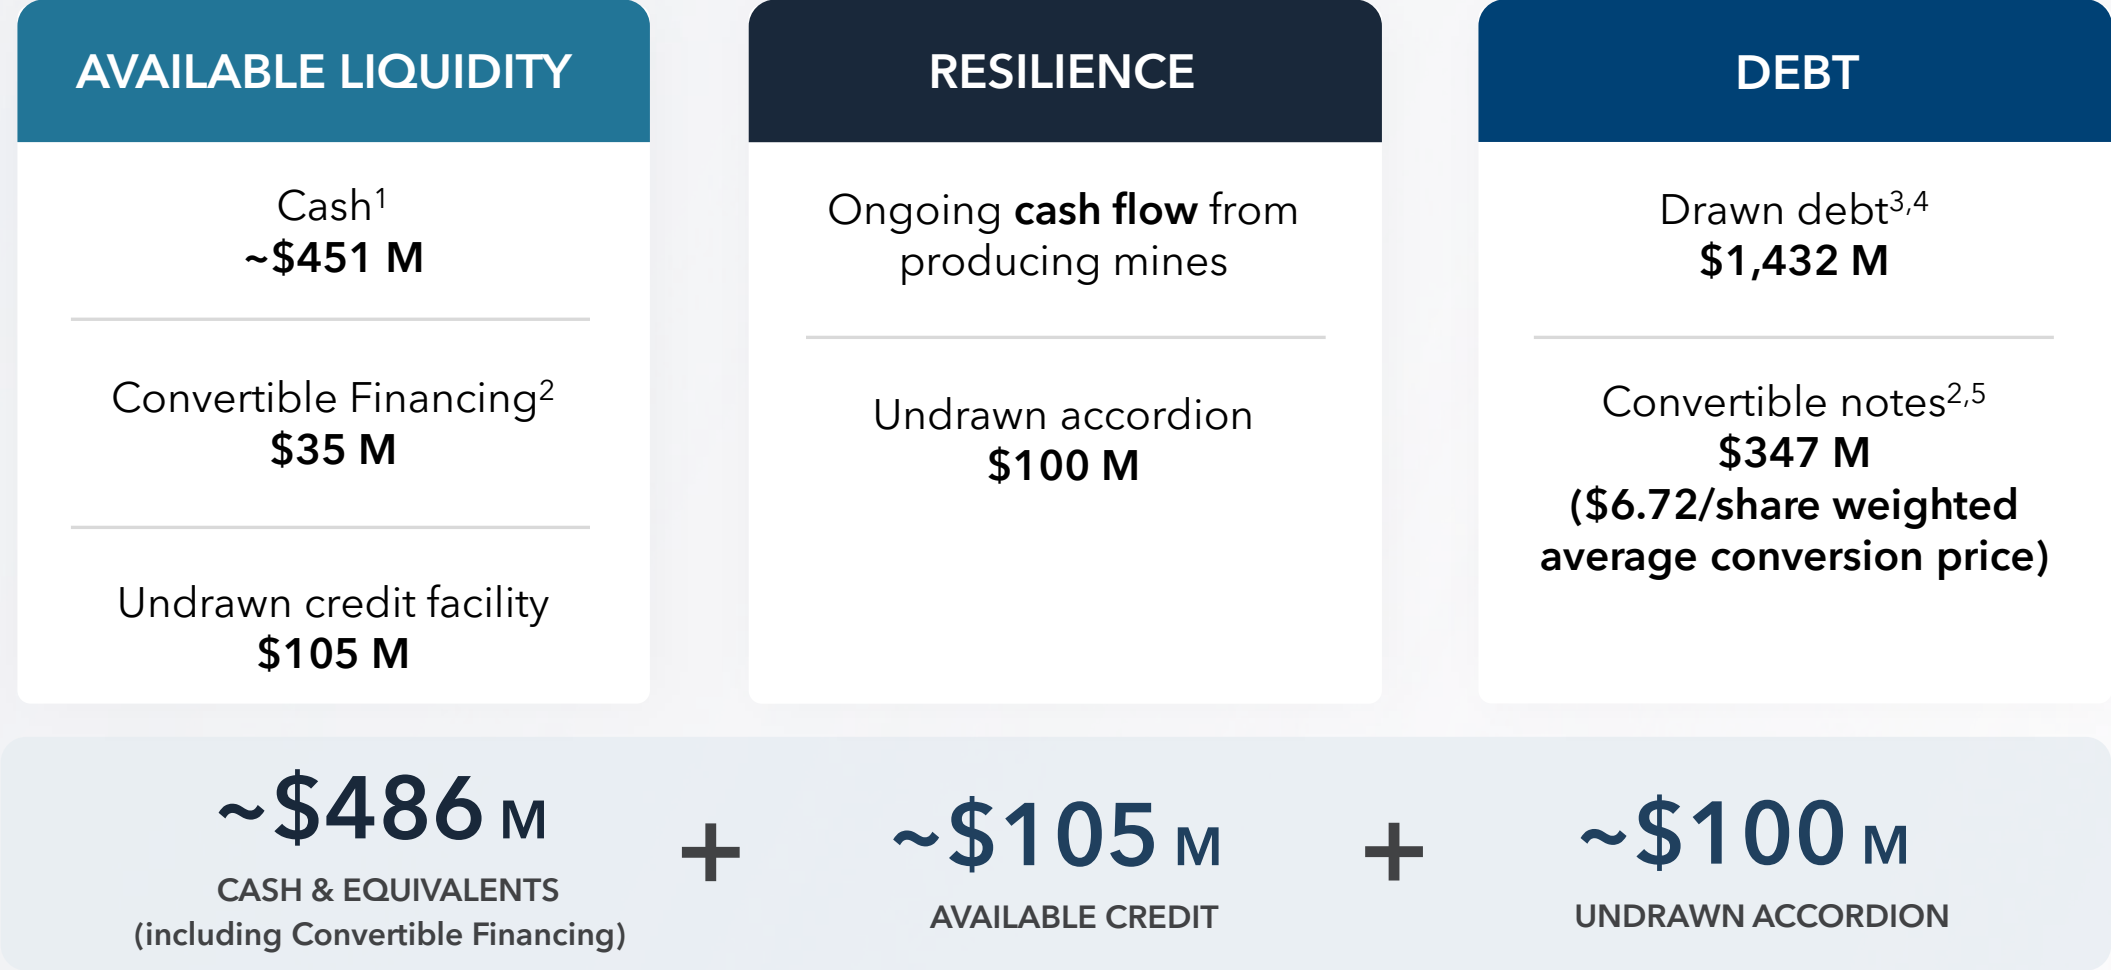 AVAILABLE LIQUIDITY
Cash1
~$451 M
Convertible Financing2
$35 M
Undrawn credit facility
$105 M
RESILIENCE
Ongoing cash flow from
producing mines
Undrawn accordion
$100 M
DEBT
Drawn debt3,4
$1,432 M
Convertible notes2,5
$347 M
($6.72/share weighted
average conversion price)
~$486 M
CASH & EQUIVALENTS
(including Convertible Financing)
+
~$105 M
AVAILABLE CREDIT
+
~$100 M
UNDRAWN ACCORDION